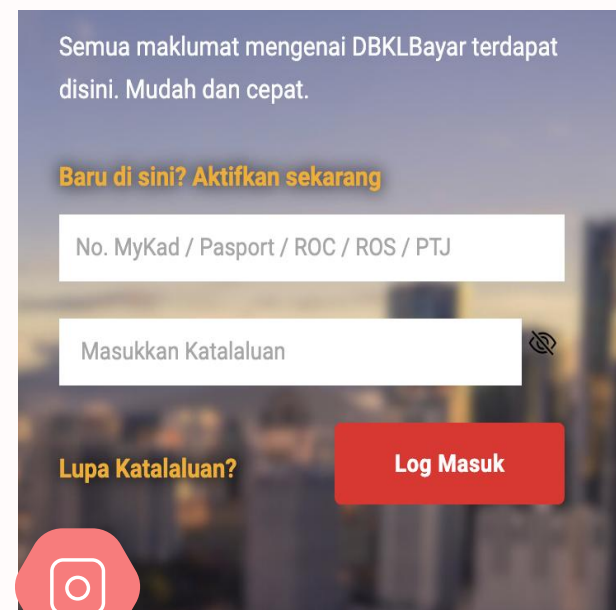 Semua maklumat mengenai DBKLBayar terdapat
disini. Mudah dan cepat.
Baru di sini? Aktifkan sekarang
No. MyKad / Pasport / ROC / ROS / PTJ
Masukkan Katalaluan
Lupa Katalaluan?
Log Masuk